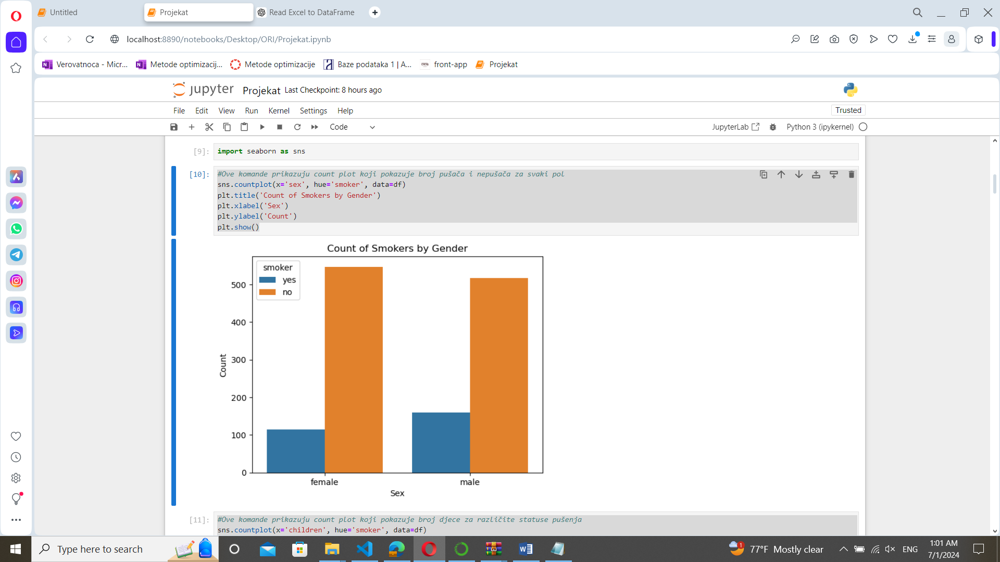 Untitled
Projekat
Read Excel to DataFrame
localhost:8890/notebooks/Desktop/ORI/Projekat.ipynb
Verovatnoca - Micr...
Metode optimizacij...
Metode optimizacije
Baze podataka 1 | A...
front-app
Projekat
jupyter Projekat Last Checkpoint: 8 hours ago
File Edit View Run Kernel Settings Help
Trusted
Code
JupyterLab
Python 3 (ipykernel)
[9]: import seaborn as sns
[10]: #Ove komande prikazuju count plot koji pokazuje broj pušača i nepušača za svaki pol
sns.countplot(x='sex', hue='smoker', data=df)
plt.title('Count of Smokers by Gender')
plt.xlabel('Sex')
plt.ylabel('Count')
plt.show()
Count of Smokers by Gender
smoker
yes
no
500
400
300
200
100
0
Count
female
male
Sex
[11]: #Ove komande prikazuju count plot koji pokazuje broj djece za različite statuse pušenja
sns.countplot(x='children', hue='smoker', data=df)
Type here to search
1
77°F Mostly clear
ENG
1:01 AM
7/1/2024